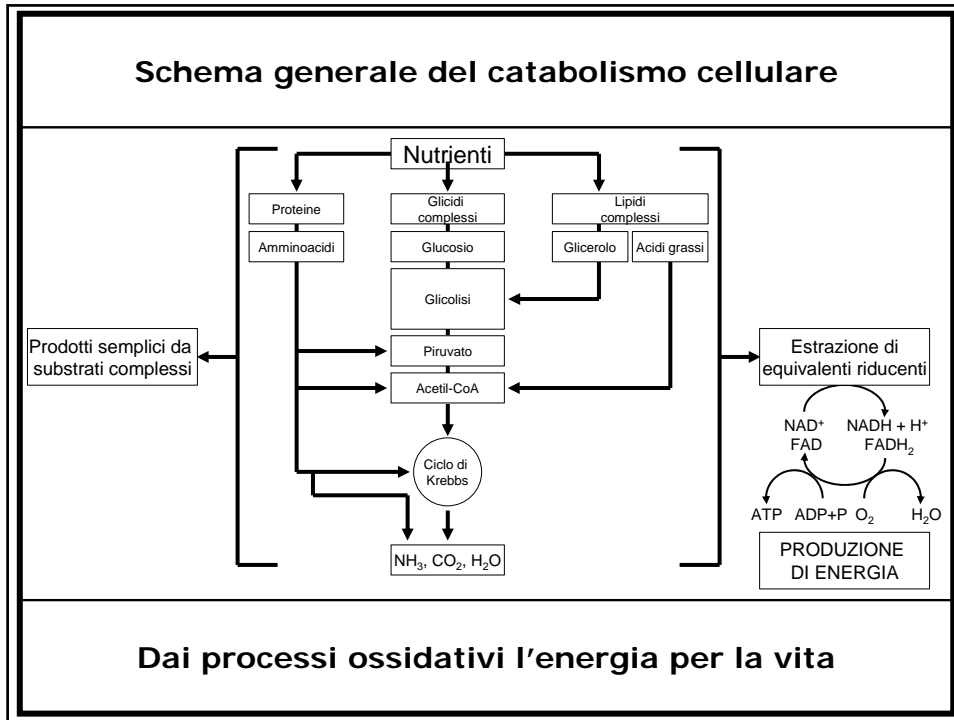 Schema generale del catabolismo cellulare
Nutrienti
Proteine
Glicidi
complessi
Lipidi
complessi
Amminoacidi
Glucosio
Glicerolo
Acidi grassi
Glicolisi
Prodotti semplici da
substrati complessi
Piruvato
Acetil-CoA
Ciclo di
Krebbs
NH₃, CO₂, H₂O
Estrazione di
equivalenti riducenti
NAD⁺
FAD
NADH + H⁺
FADH₂
ATP
ADP+P
O₂
H₂O
PRODUZIONE
DI ENERGIA
Dai processi ossidativi l'energia per la vita